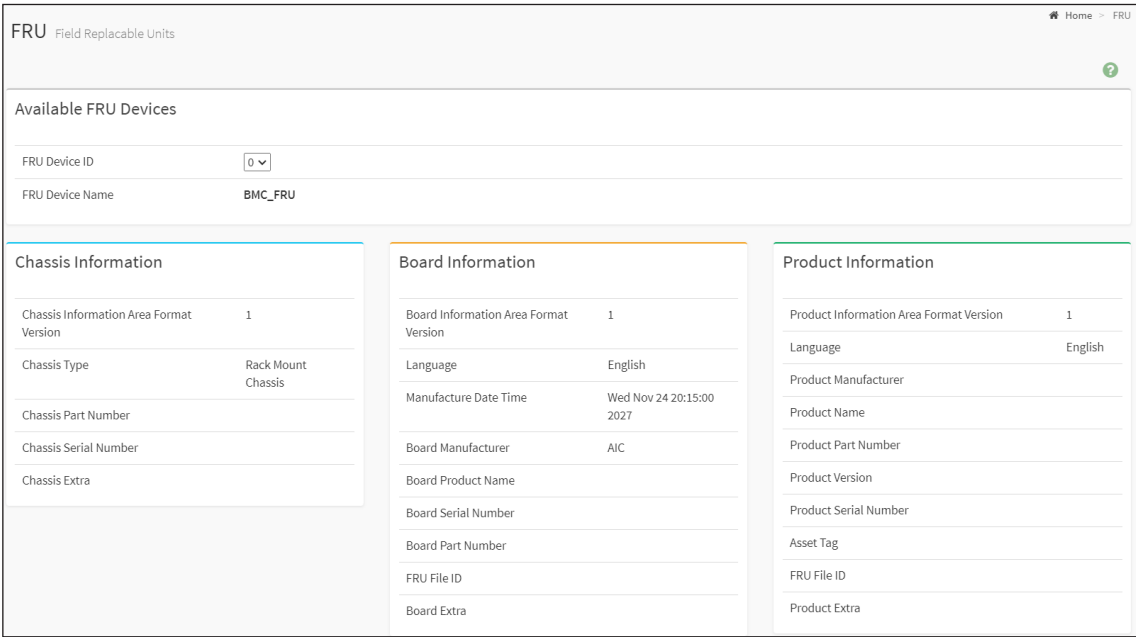 FRU Field Replacable Units
Home > FRU
Available FRU Devices
FRU Device ID 0
FRU Device Name BMC_FRU
Chassis Information
Chassis Information Area Format 1
Version
Chassis Type Rack Mount
Chassis
Chassis Part Number
Chassis Serial Number
Chassis Extra
Board Information
Board Information Area Format 1
Version
Language English
Manufacture Date Time Wed Nov 24 20:15:00
2027
Board Manufacturer AIC
Board Product Name
Board Serial Number
Board Part Number
FRU File ID
Board Extra
Product Information
Product Information Area Format Version 1
Language English
Product Manufacturer
Product Name
Product Part Number
Product Version
Product Serial Number
Asset Tag
FRU File ID
Product Extra